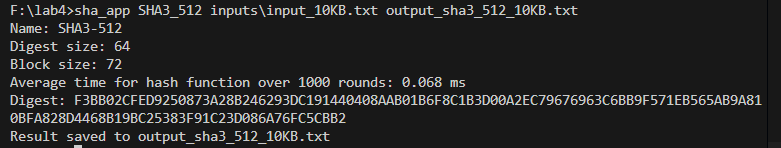 F:\lab4>sha_app SHA3_512 inputs\input_10KB.txt output_sha3_512_10KB.txt
Name: SHA3-512
Digest size: 64
Block size: 72
Average time for hash function over 1000 rounds: 0.068 ms
Digest: F3BB02CFED9250873A28B246293DC191440408AAB01B6F8C1B3D00A2EC79676963C6BB9F571EB565AB9A81
0BFA828D4468B19BC25383F91C23D086A76FC5CBB2
Result saved to output_sha3_512_10KB.txt